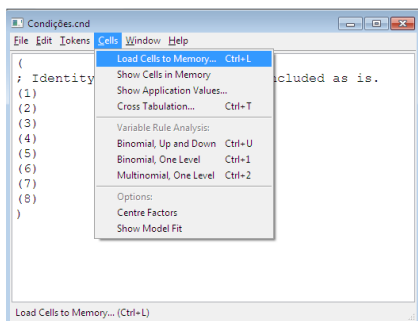 Condições.cnd
File Edit Tokens Cells Window Help
Load Cells to Memory... Ctrl+L
Show Cells in Memory
Show Application Values...
Cross Tabulation... Ctrl+T
Variable Rule Analysis:
Binomial, Up and Down Ctrl+U
Binomial, One Level Ctrl+1
Multinomial, One Level Ctrl+2
Options:
Centre Factors
Show Model Fit
(
; Identity cluded as is.
(1)
(2)
(3)
(4)
(5)
(6)
(7)
(8)
)
Load Cells to Memory... (Ctrl+L)